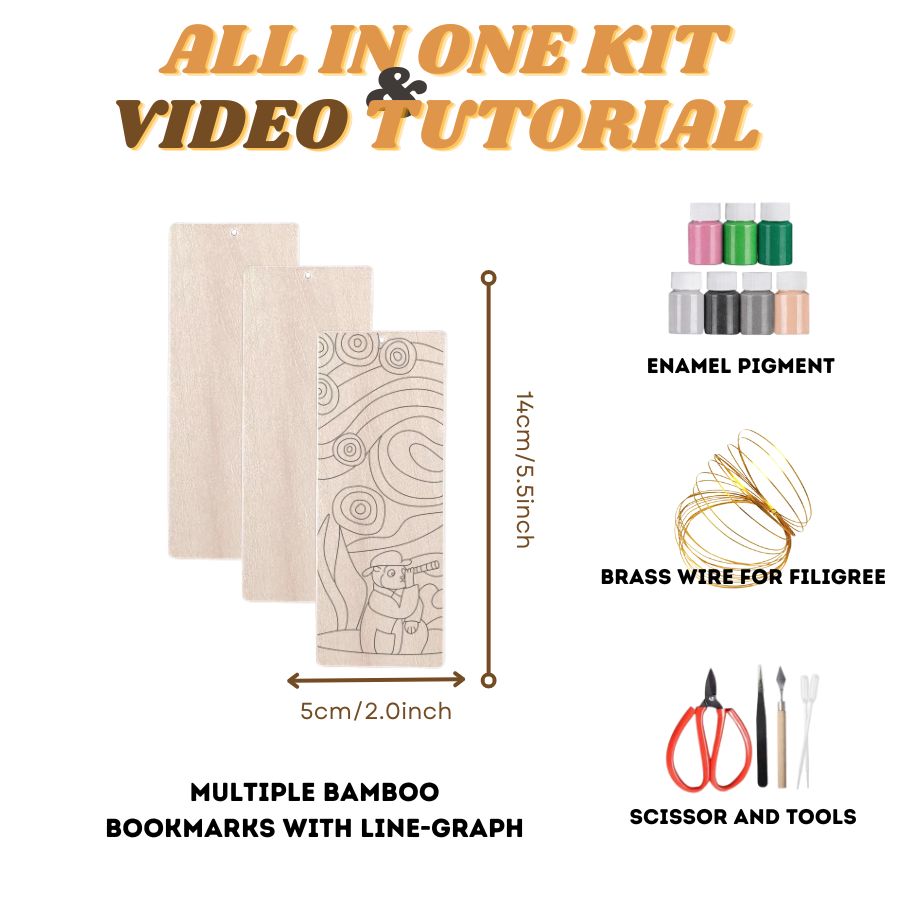 ALL IN ONE KIT
&
VIDEO TUTORIAL
ENAMEL PIGMENT
14cm/5.5inch
BRASS WIRE FOR FILIGREE
5cm/2.0inch
MULTIPLE BAMBOO
BOOKMARKS WITH LINE-GRAPH
SCISSOR AND TOOLS